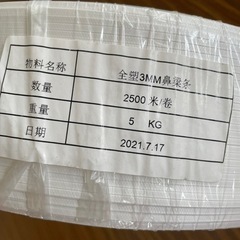 物料名称 全塑3MM鼻梁条
数量 2500 米/卷
重量 5 KG
日期 2021.7.17